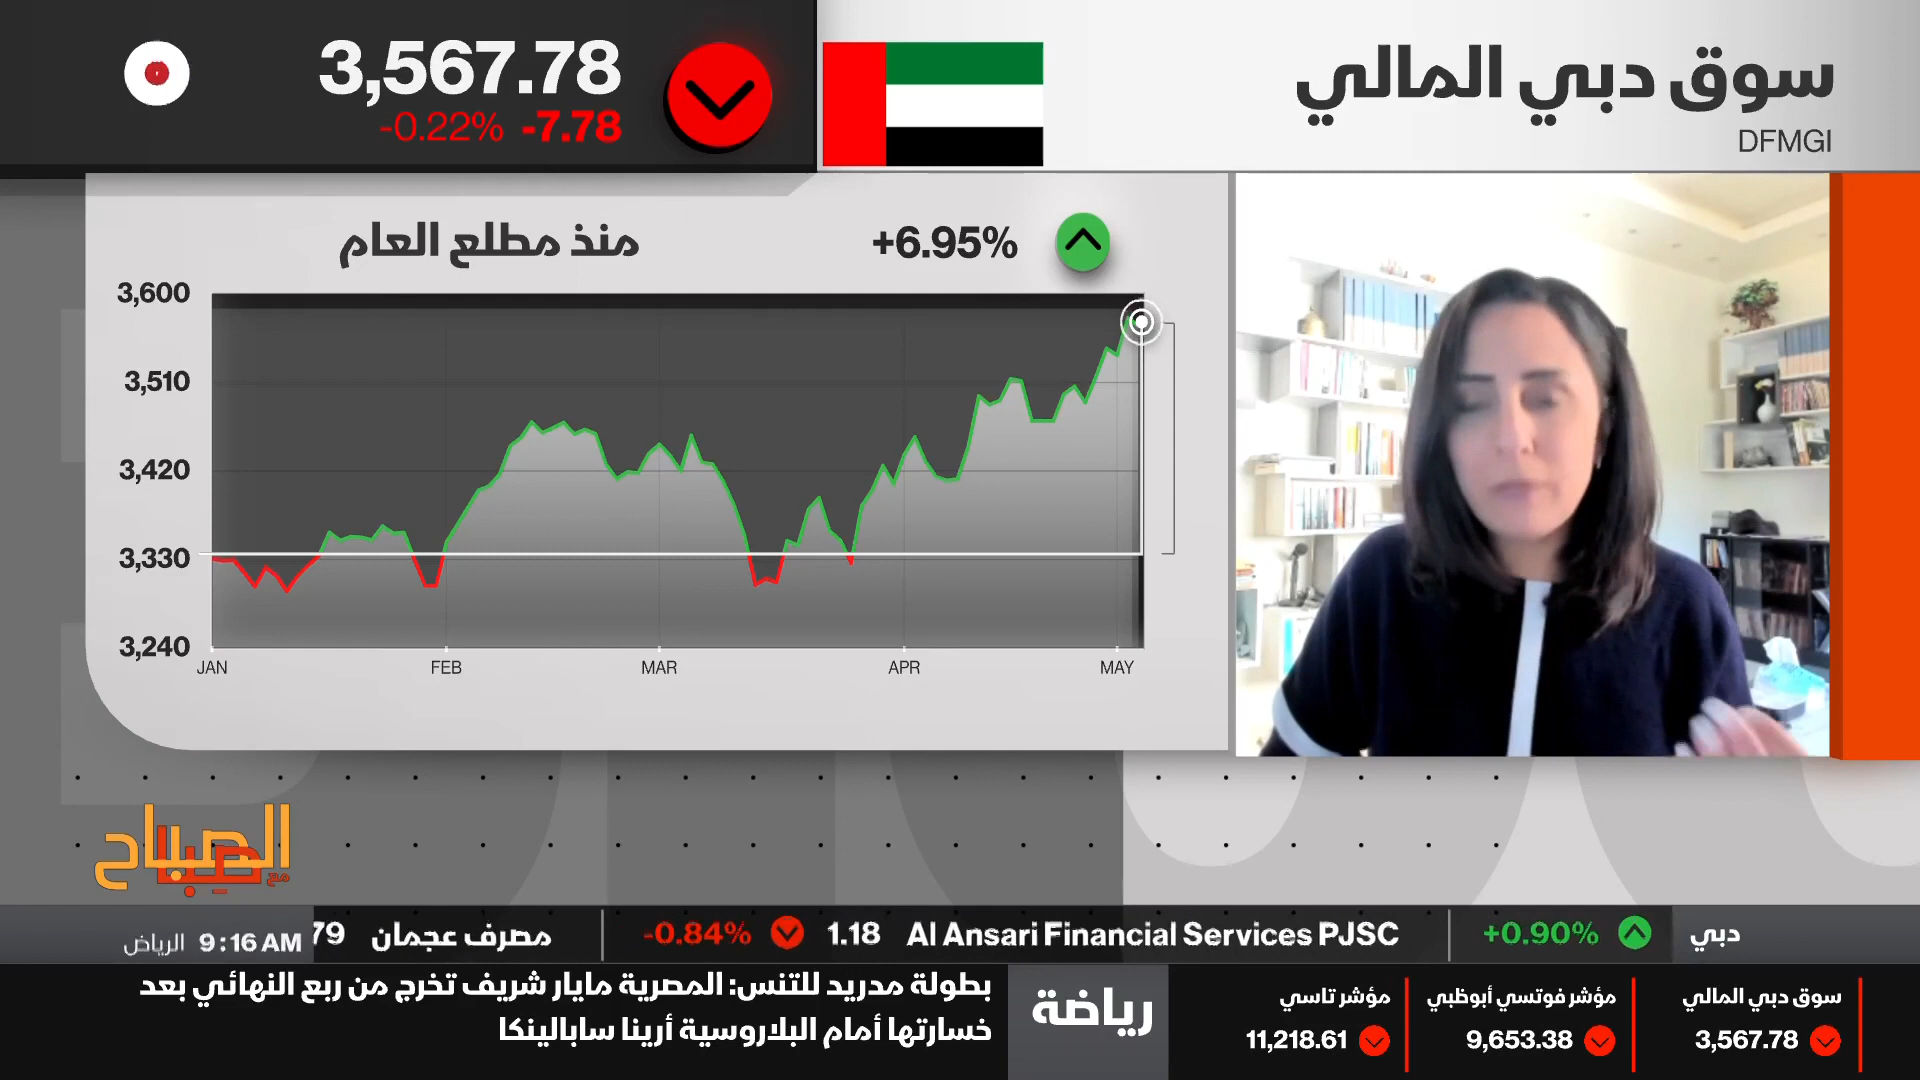 سوق دبي المالي
DFMGI
3,567.78
-0.22% -7.78
منذ مطلع العام
+6.95%
3,600
3,510
3,420
3,330
3,240
JAN FEB MAR APR MAY
الصباح
مع صبا
دبي
+0.90%
Al Ansari Financial Services PJSC 1.18 -0.84%
مصرف عجمان
79
9:16 AM الرياض
سوق دبي المالي
3,567.78
مؤشر فوتسي أبوظبي
9,653.38
مؤشر تاسي
11,218.61
رياضة
بطولة مدريد للتنس: المصرية مايار شريف تخرج من ربع النهائي بعد
خسارتها أمام البلاروسية أرينا سابالينكا